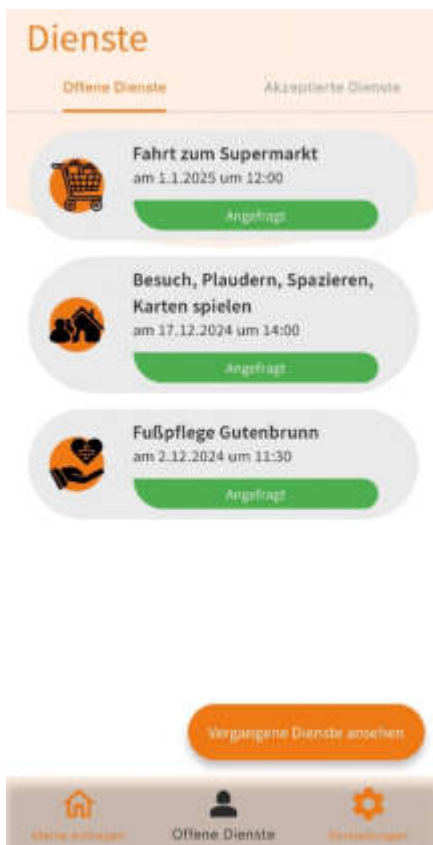 Dienste
Offene Dienste
Akzeptierte Dienste
Fahrt zum Supermarkt
am 1.1.2025 um 12:00
Angefragt
Besuch, Plaudern, Spazieren,
Karten spielen
am 17.12.2024 um 14:00
Angefragt
Fußpflege Gutenbrunn
am 2.12.2024 um 11:30
Angefragt
Vergangene Dienste ansehen
Offene Dienste
Einstellungen